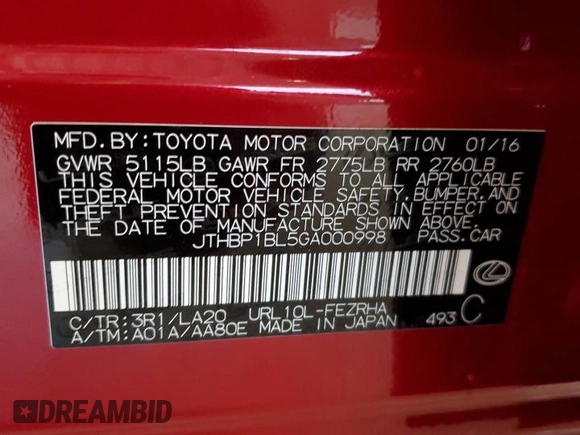 MFD. BY: TOYOTA MOTOR CORPORATION 01/16
GVWR 5115LB GAWR FR 2775LB RR 2760LB
THIS VEHICLE CONFORMS TO ALL APPLICABLE
FEDERAL MOTOR VEHICLE SAFETY, BUMPER, AND
THEFT PREVENTION STANDARDS IN EFFECT ON
THE DATE OF MANUFACTURE SHOWN ABOVE.
JTHBP1BL5GA000998 PASS. CAR
C/TR: 3R1/LA20 URL10L-FEZRHA
A/TM: A01A/AA80E MADE IN JAPAN 493 C
DREAMBID